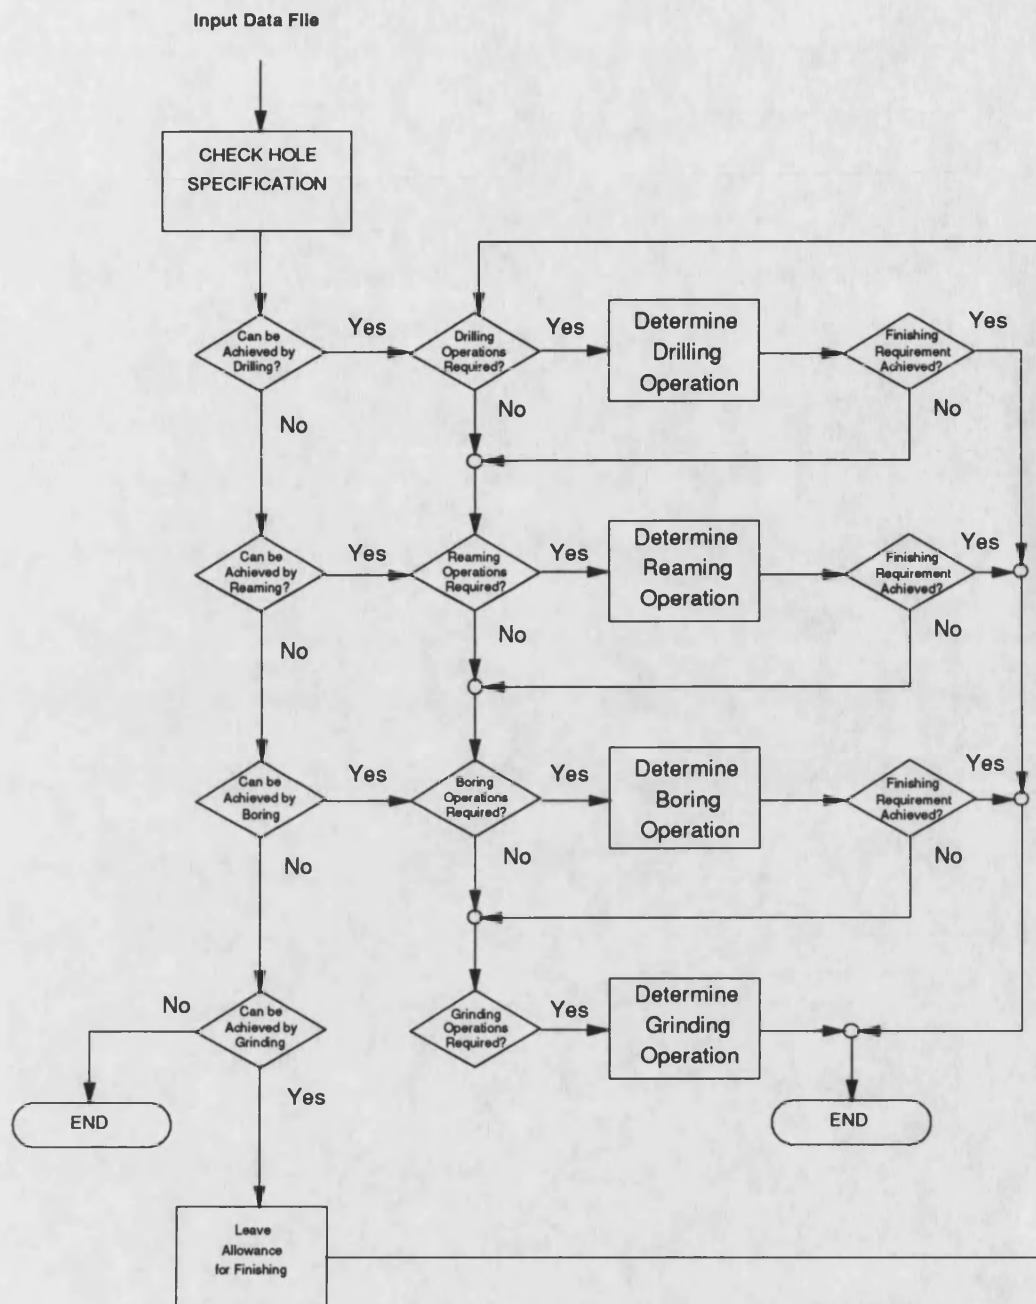 Input Data File
CHECK HOLE
SPECIFICATION
Can be
Achieved by
Drilling?
Yes
Drilling
Operations
Required?
Yes
Determine
Drilling
Operation
Finishing
Requirement
Achieved?
Yes
No
No
No
Can be
Achieved by
Reaming?
Yes
Reaming
Operations
Required?
Yes
Determine
Reaming
Operation
Finishing
Requirement
Achieved?
Yes
No
No
No
Can be
Achieved by
Boring
Yes
Boring
Operations
Required?
Yes
Determine
Boring
Operation
Finishing
Requirement
Achieved?
Yes
No
No
No
No
Can be
Achieved by
Grinding
Grinding
Operations
Required?
Yes
Determine
Grinding
Operation
Yes
END
END
Leave
Allowance
for Finishing